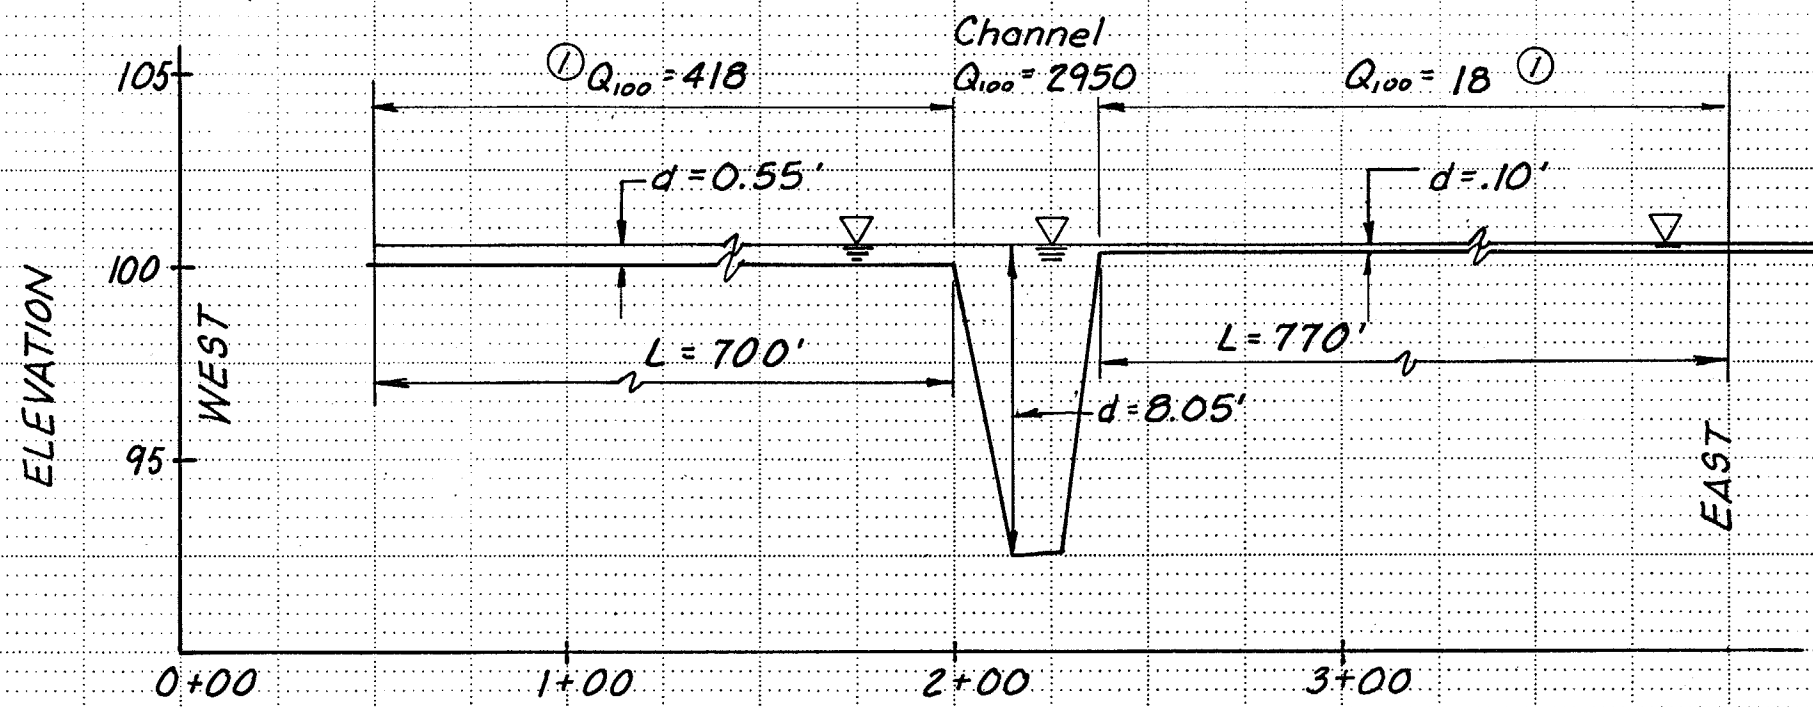 Channel
105
① Q₁₀₀ = 418
Q₁₀₀ = 2950
Q₁₀₀ = 18 ①
d = 0.55'
d = .10'
100
ELEVATION
WEST
L = 700'
L = 770'
d = 8.05'
95
EAST
0+00
1+00
2+00
3+00